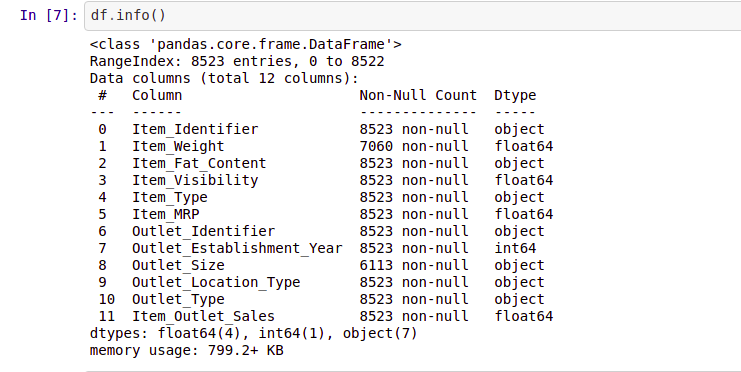 In [7]: df.info()
<class 'pandas.core.frame.DataFrame'>
RangeIndex: 8523 entries, 0 to 8522
Data columns (total 12 columns):
 #   Column                     Non-Null Count  Dtype
---  ------                     --------------  -----
 0   Item_Identifier            8523 non-null   object
 1   Item_Weight                7060 non-null   float64
 2   Item_Fat_Content           8523 non-null   object
 3   Item_Visibility            8523 non-null   float64
 4   Item_Type                  8523 non-null   object
 5   Item_MRP                   8523 non-null   float64
 6   Outlet_Identifier          8523 non-null   object
 7   Outlet_Establishment_Year  8523 non-null   int64
 8   Outlet_Size                6113 non-null   object
 9   Outlet_Location_Type       8523 non-null   object
 10  Outlet_Type                8523 non-null   object
 11  Item_Outlet_Sales          8523 non-null   float64
dtypes: float64(4), int64(1), object(7)
memory usage: 799.2+ KB